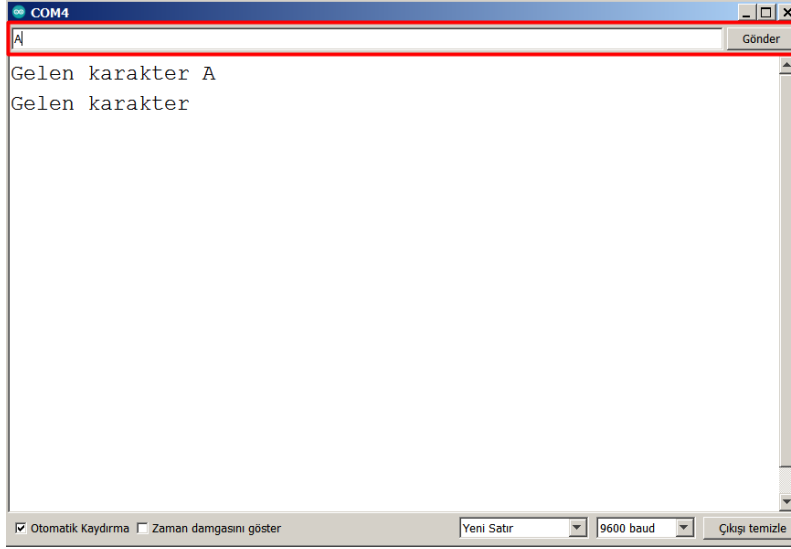 COM4
A
Gönder
Gelen karakter A
Gelen karakter
Otomatik Kaydırma Zaman damgasını göster Yeni Satır 9600 baud Çıkışı temizle